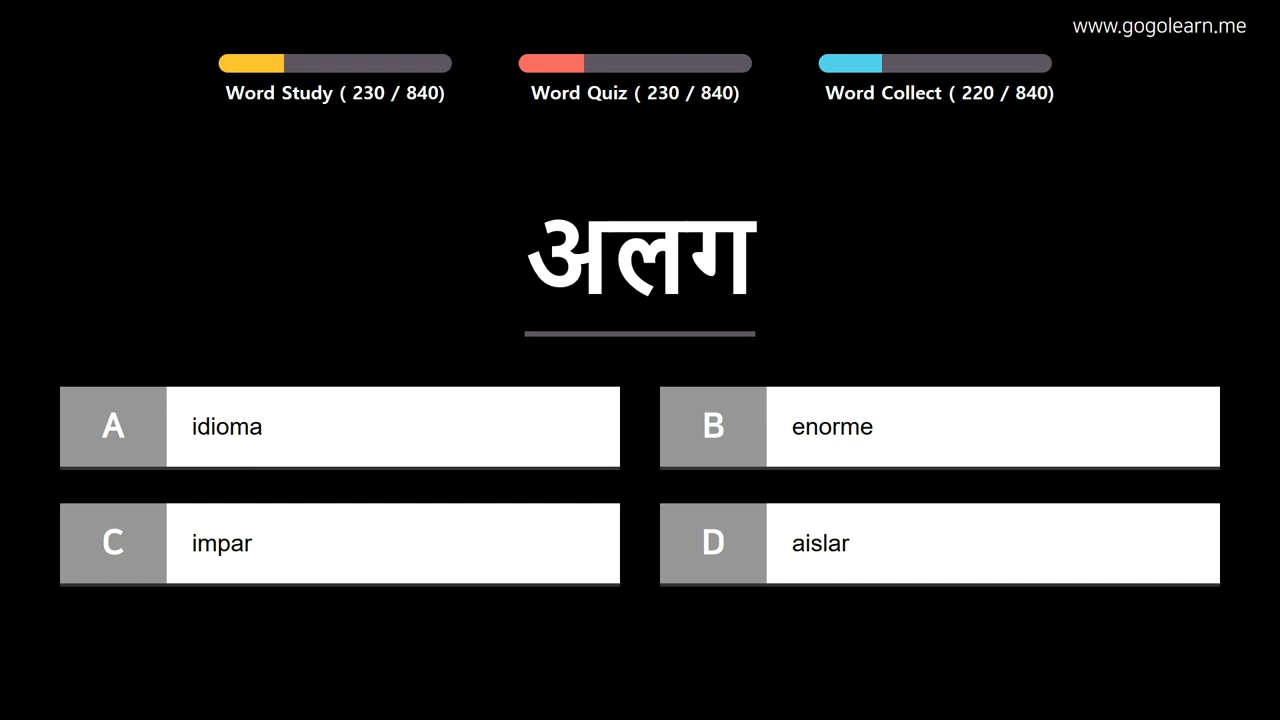 www.gogolearn.me
Word Study ( 230 / 840)
Word Quiz ( 230 / 840)
Word Collect ( 220 / 840)
अलग
A idioma
B enorme
C impar
D aislar